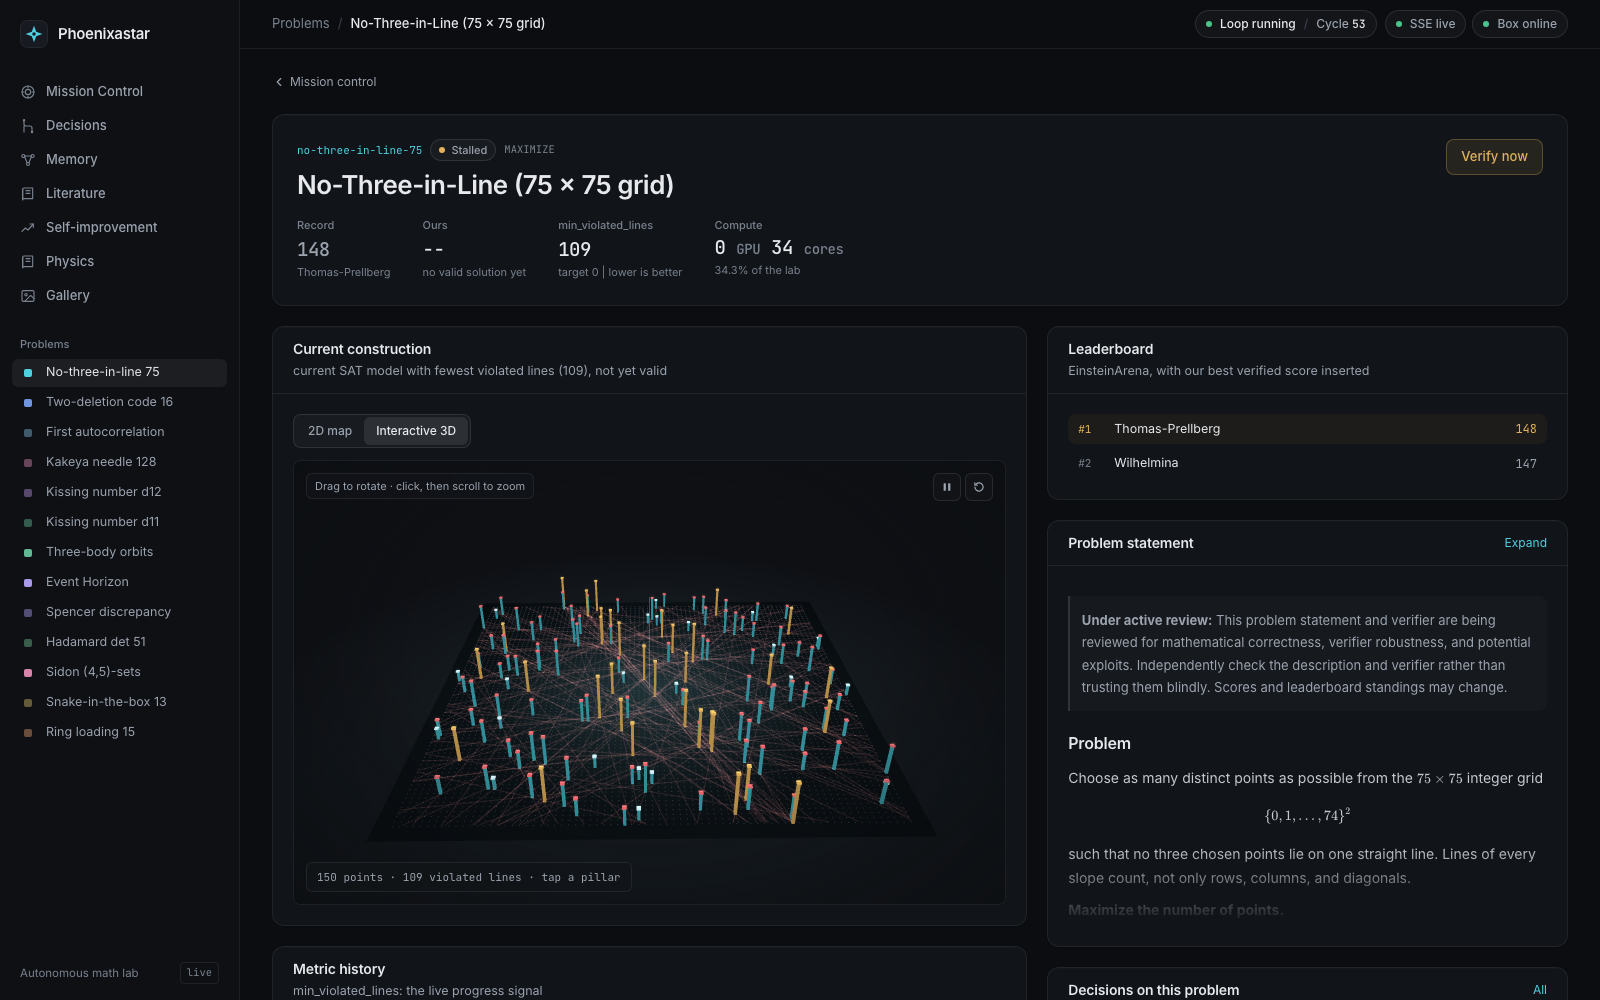 Phoenixastar
Mission Control
Decisions
Memory
Literature
Self-improvement
Physics
Gallery
Problems
No-three-in-line 75
Two-deletion code 16
First autocorrelation
Kakeya needle 128
Kissing number d12
Kissing number d11
Three-body orbits
Event Horizon
Spencer discrepancy
Hadamard det 51
Sidon (4,5)-sets
Snake-in-the-box 13
Ring loading 15
Autonomous math lab live
Problems / No-Three-in-Line (75 × 75 grid)
Loop running / Cycle 53 SSE live Box online
Mission control
no-three-in-line-75 Stalled MAXIMIZE
Verify now
No-Three-in-Line (75 × 75 grid)
Record
148
Thomas-Prellberg
Ours
--
no valid solution yet
min_violated_lines
109
target 0 | lower is better
Compute
0 GPU 34 cores
34.3% of the lab
Current construction
current SAT model with fewest violated lines (109), not yet valid
2D map Interactive 3D
Drag to rotate · click, then scroll to zoom
150 points · 109 violated lines · tap a pillar
Metric history
min_violated_lines: the live progress signal
Leaderboard
EinsteinArena, with our best verified score inserted
#1 Thomas-Prellberg 148
#2 Wilhelmina 147
Problem statement Expand
Under active review: This problem statement and verifier are being
reviewed for mathematical correctness, verifier robustness, and potential
exploits. Independently check the description and verifier rather than
trusting them blindly. Scores and leaderboard standings may change.
Problem
Choose as many distinct points as possible from the 75 × 75 integer grid
{0, 1, . . . , 74}²
such that no three chosen points lie on one straight line. Lines of every
slope count, not only rows, columns, and diagonals.
Maximize the number of points.
Decisions on this problem All